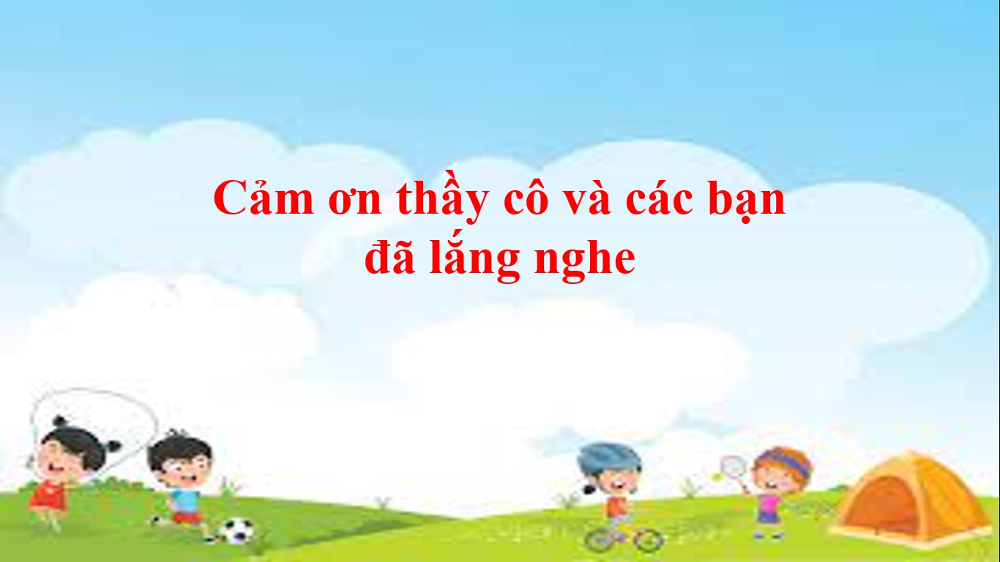 Cảm ơn thầy cô và các bạn
đã lắng nghe